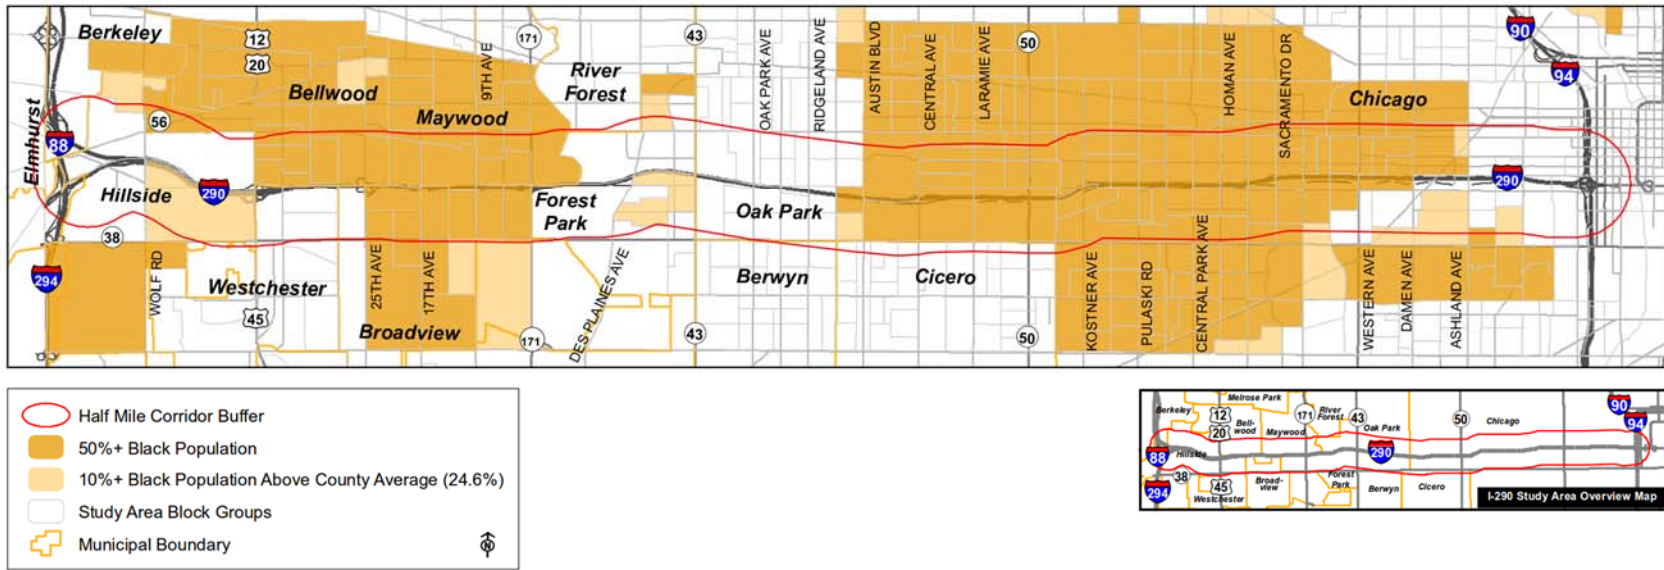 Berkeley
12
20
171
43
50
90
94
9TH AVE
River
Forest
OAK PARK AVE
RIDGELAND AVE
AUSTIN BLVD
CENTRAL AVE
LARAMIE AVE
HOMAN AVE
SACRAMENTO DR
Bellwood
Maywood
Chicago
56
Elmhurst
88
Hillside
290
290
Forest
Park
Oak Park
38
294
WOLF RD
Westchester
45
25TH AVE
17TH AVE
Broadview
171
DES PLAINES AVE
43
Berwyn
Cicero
50
KOSTNER AVE
PULASKI RD
CENTRAL PARK AVE
WESTERN AVE
DAMEN AVE
ASHLAND AVE
Half Mile Corridor Buffer
50%+ Black Population
10%+ Black Population Above County Average (24.6%)
Study Area Block Groups
Municipal Boundary
N
Melrose Park
Berkeley
12
20
Bell-
wood
Maywood
171
River
Forest
43
Oak Park
50
Chicago
90
94
88
Hillside
290
38
294
45
Westchester
Broad-
view
Forest
Park
Berwyn
Cicero
I-290 Study Area Overview Map